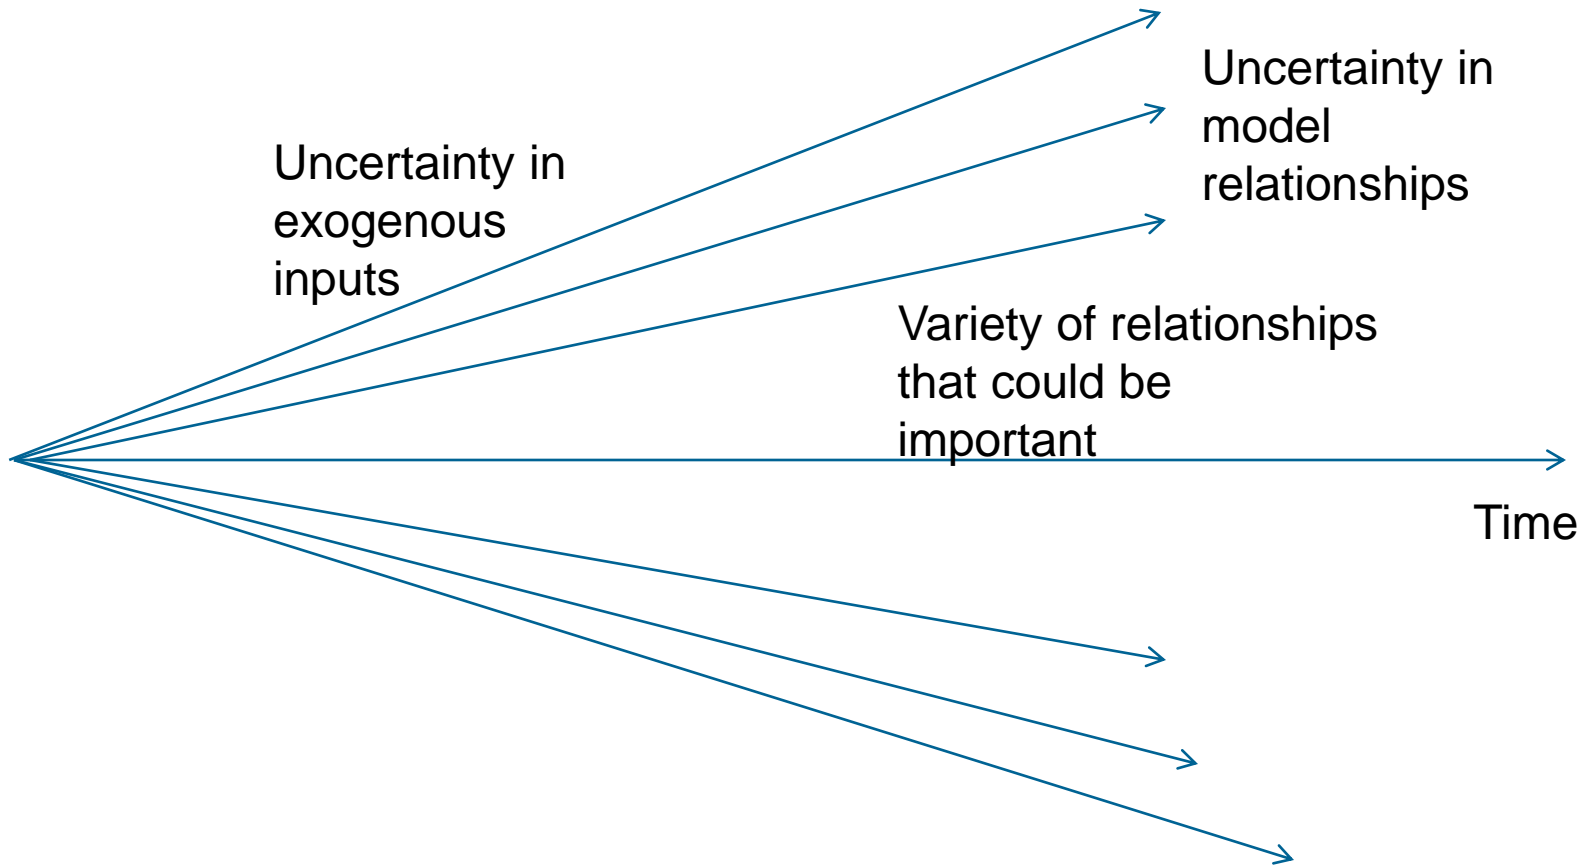 Uncertainty in
model
relationships
Uncertainty in
exogenous
inputs
Variety of relationships
that could be
important
Time